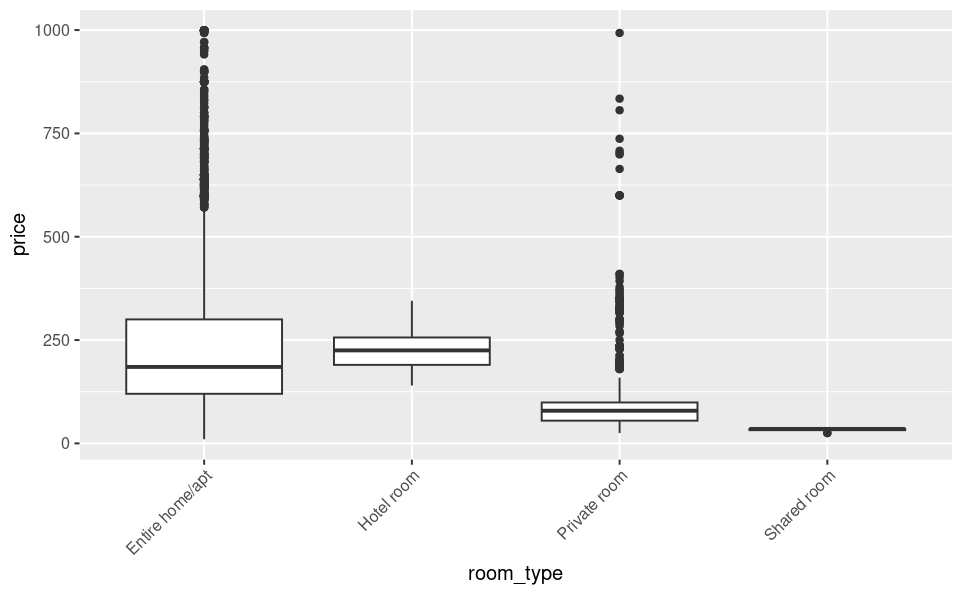 1000
750
500
250
0
price
Entire home/apt
Hotel room
Private room
Shared room
room_type